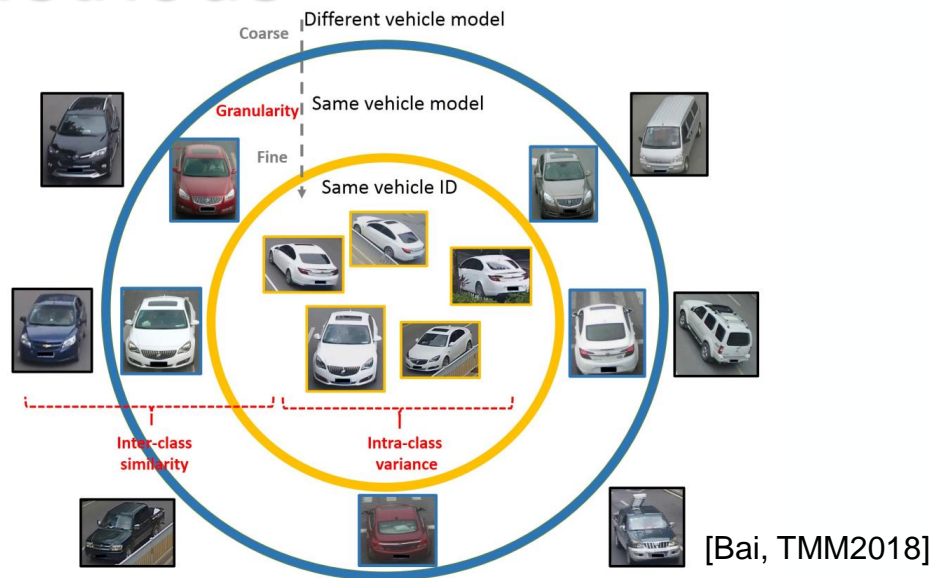 Different vehicle model
Coarse
Granularity
Same vehicle model
Fine
Same vehicle ID
Inter-class
similarity
Intra-class
variance
[Bai, TMM2018]